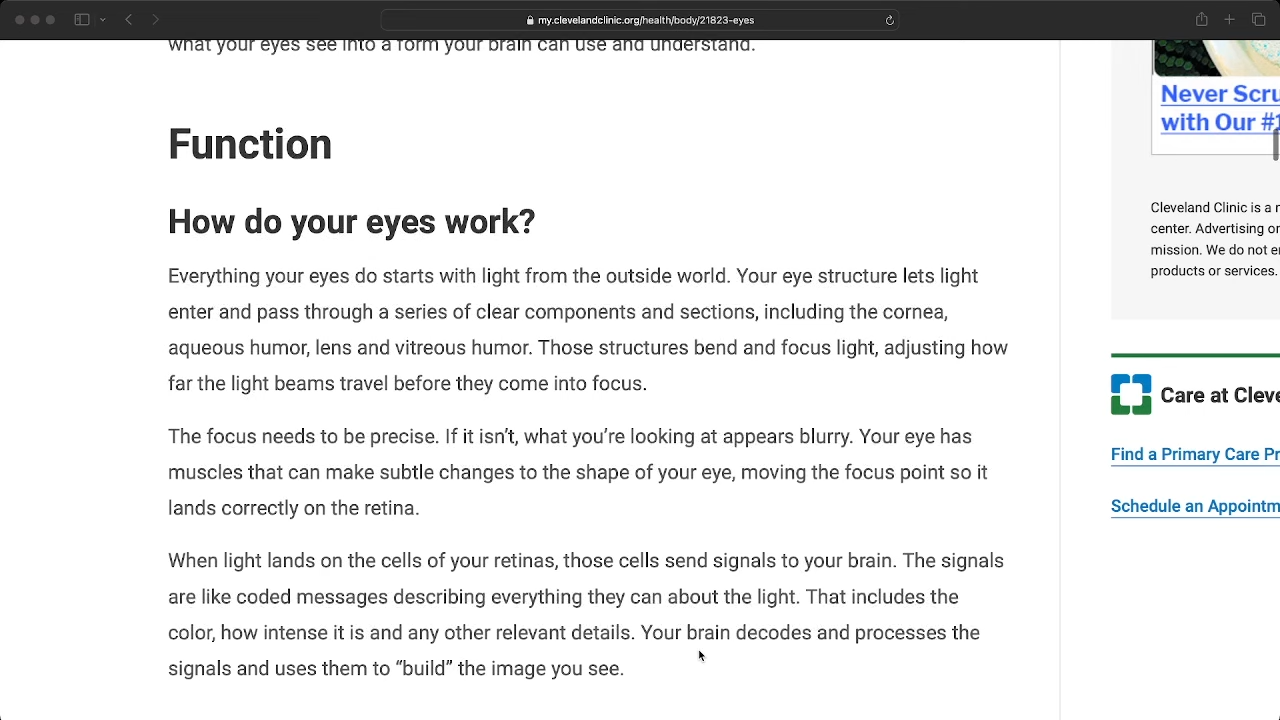 my.clevelandclinic.org/health/body/21823-eyes
what your eyes see into a form your brain can use and understand.
Function
How do your eyes work?
Everything your eyes do starts with light from the outside world. Your eye structure lets light
enter and pass through a series of clear components and sections, including the cornea,
aqueous humor, lens and vitreous humor. Those structures bend and focus light, adjusting how
far the light beams travel before they come into focus.
The focus needs to be precise. If it isn’t, what you’re looking at appears blurry. Your eye has
muscles that can make subtle changes to the shape of your eye, moving the focus point so it
lands correctly on the retina.
When light lands on the cells of your retinas, those cells send signals to your brain. The signals
are like coded messages describing everything they can about the light. That includes the
color, how intense it is and any other relevant details. Your brain decodes and processes the
signals and uses them to “build” the image you see.
Never Scru
with Our #1
Cleveland Clinic is a n
center. Advertising on
mission. We do not en
products or services.
Care at Cleve
Find a Primary Care Pr
Schedule an Appointm